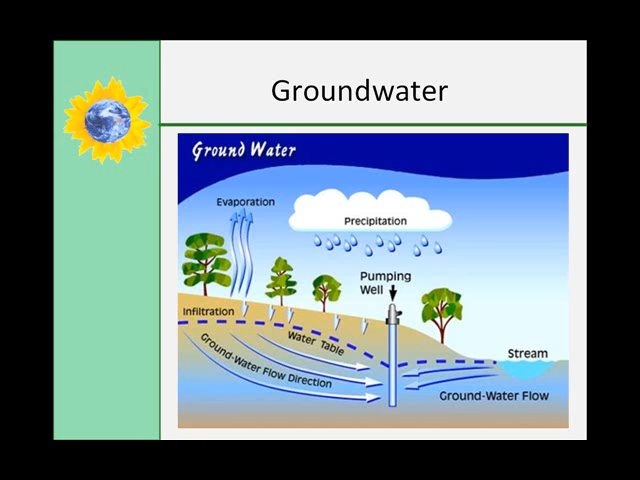 Groundwater
Ground Water
Evaporation
Precipitation
Pumping
Well
Infiltration
Water Table
Ground-Water Flow Direction
Stream
Ground-Water Flow